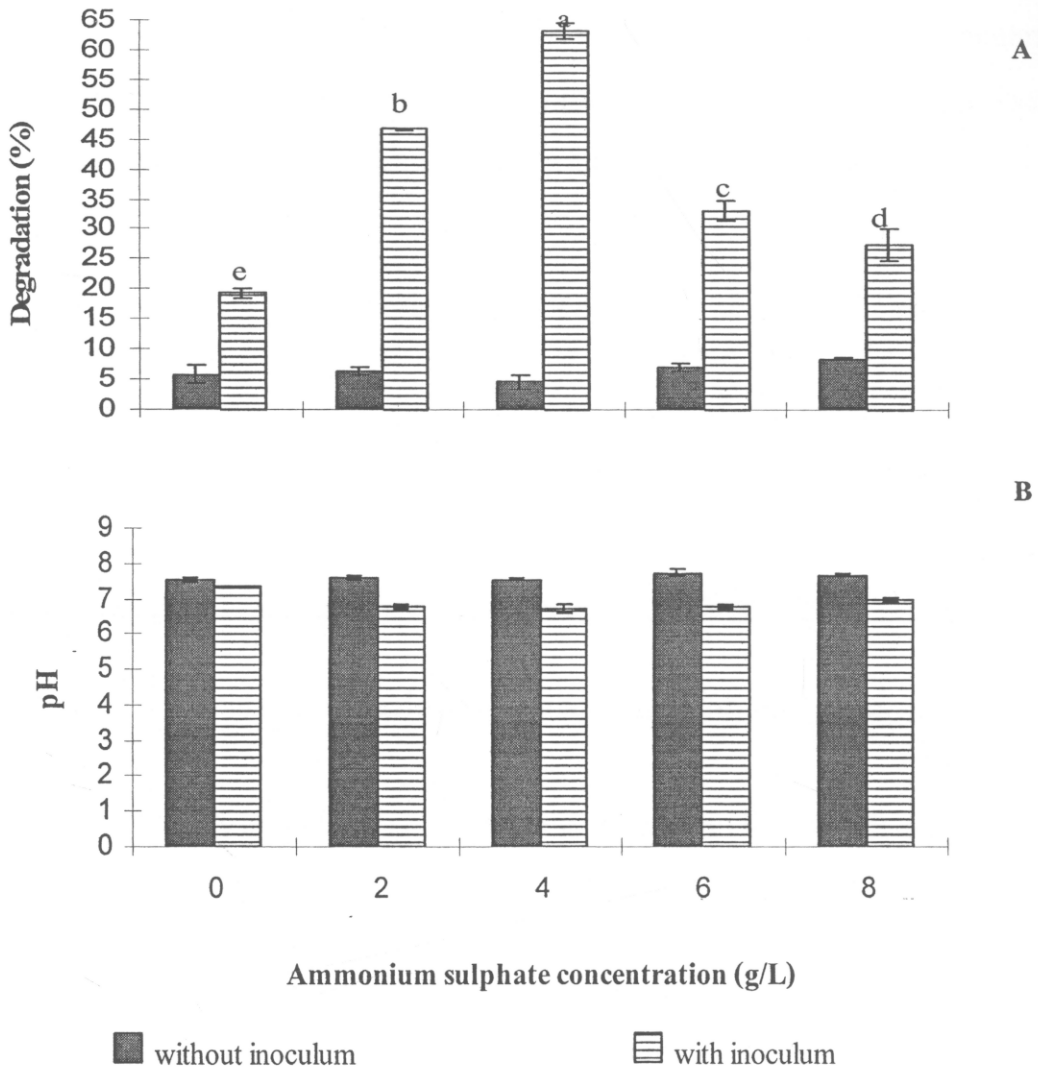 A
65
60
55
50
45
40
35
30
25
20
15
10
5
0
Degradation (%)
e
b
a
c
d
B
9
8
7
6
5
4
3
2
1
0
pH
0 2 4 6 8
Ammonium sulphate concentration (g/L)
without inoculum with inoculum